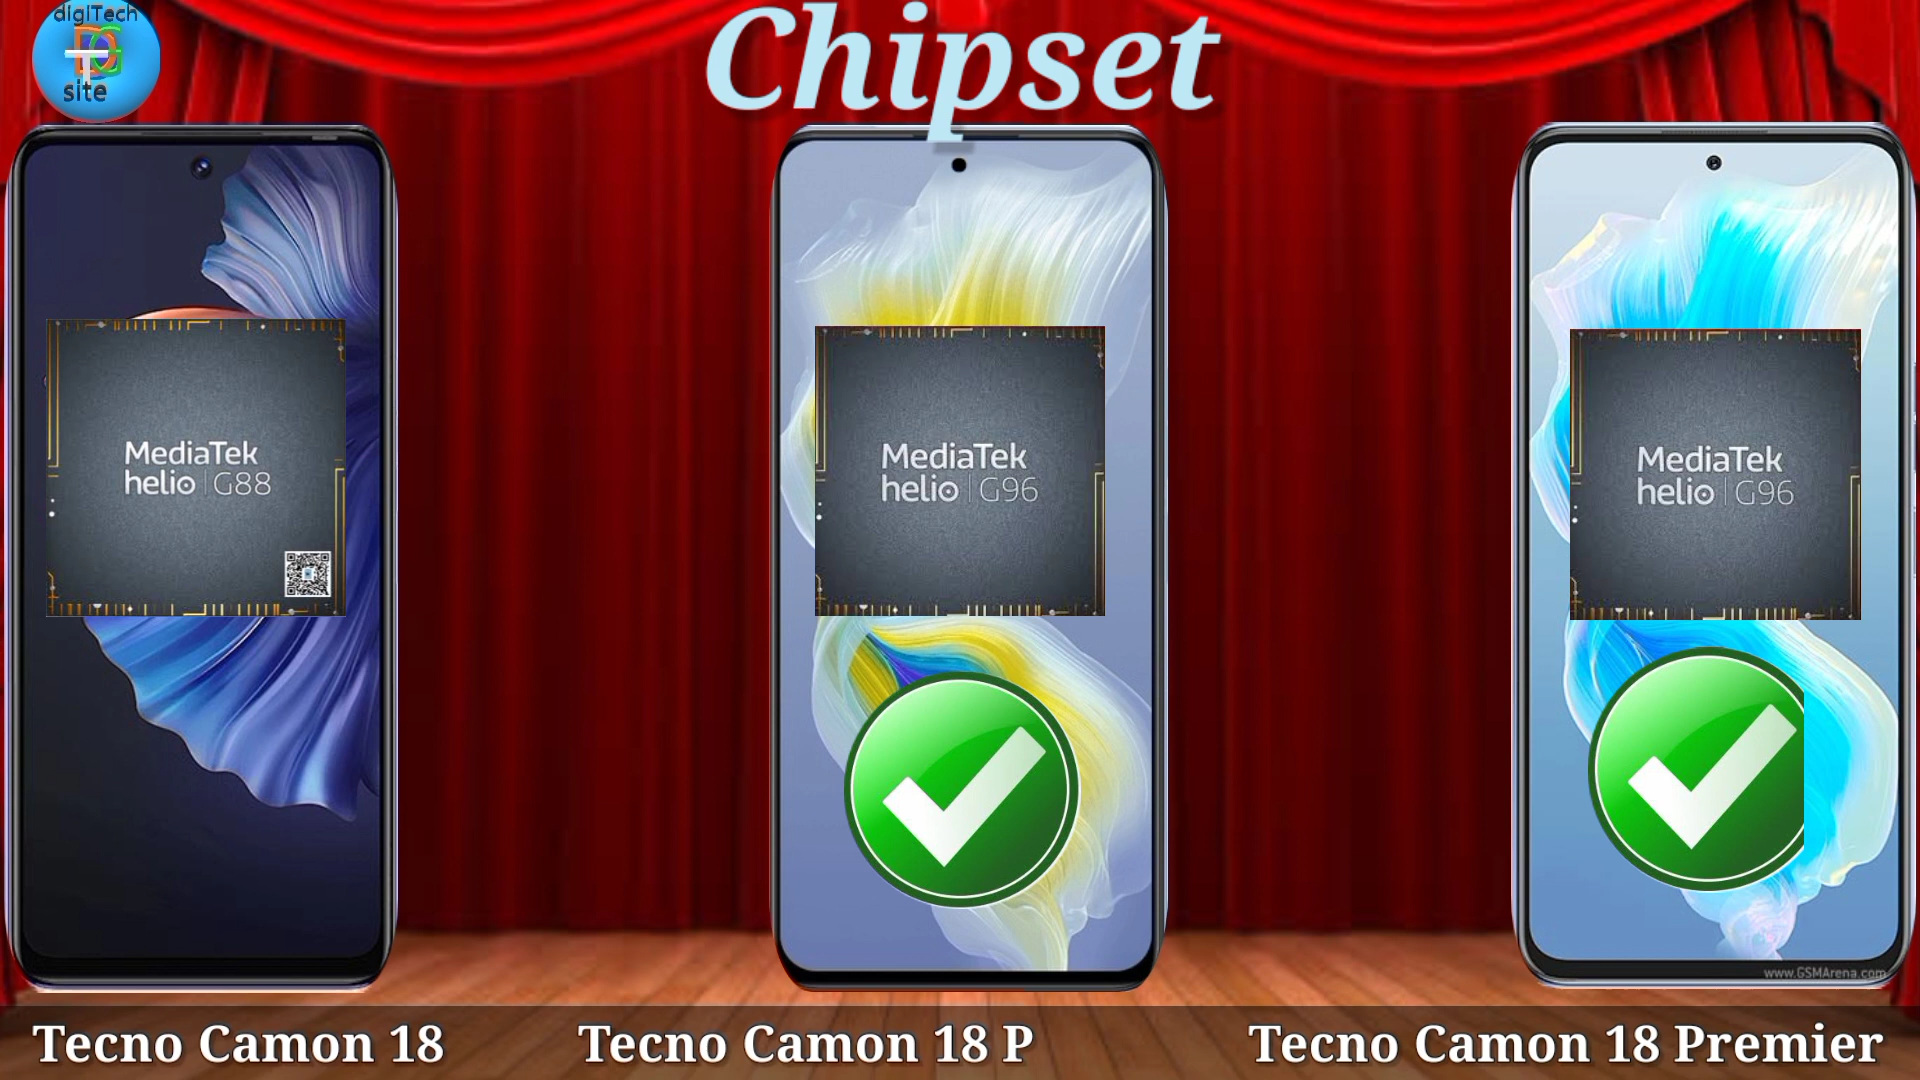 digiTech
site
Chipset
MediaTek
helio | G88
MediaTek
helio | G96
MediaTek
helio | G96
www.GSMArena.com
Tecno Camon 18
Tecno Camon 18 P
Tecno Camon 18 Premier